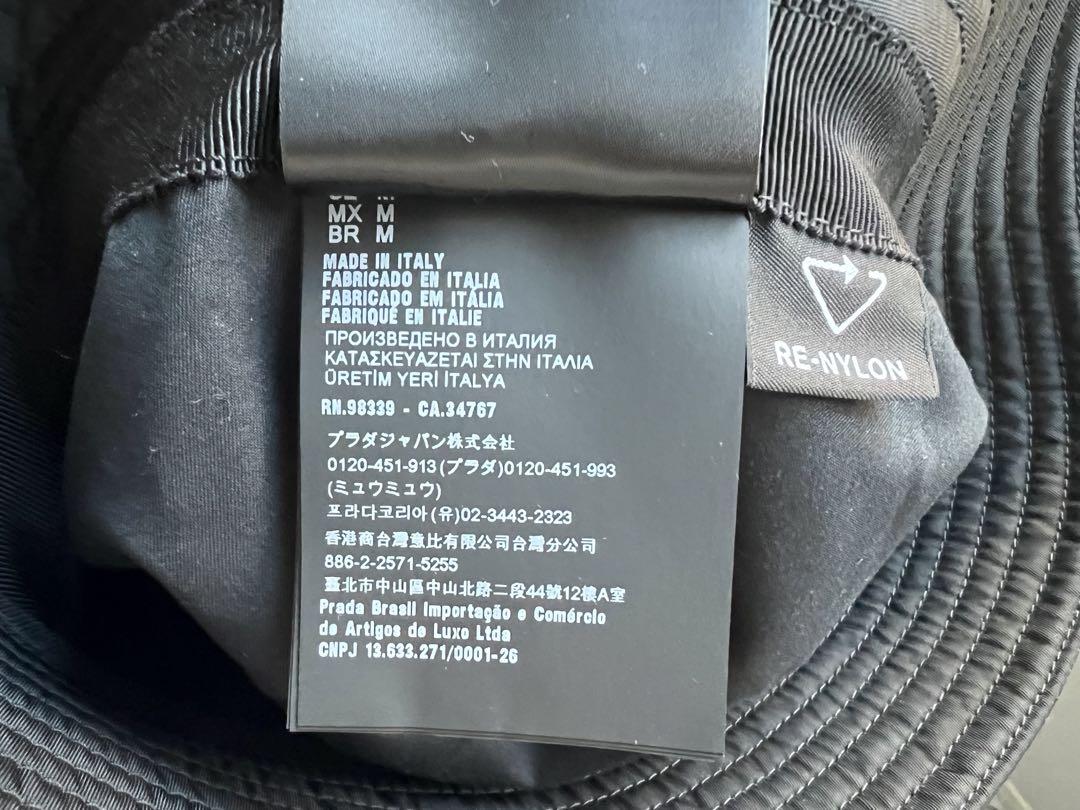 MX M
BR M
MADE IN ITALY
FABRICADO EN ITALIA
FABRICADO EM ITÁLIA
FABRIQUÉ EN ITALIE
ПРОИЗВЕДЕНО В ИТАЛИЯ
ΚΑΤΑΣΚΕΥΑΖΕΤΑΙ ΣΤΗΝ ΙΤΑΛΙΑ
ÜRETİM YERİ İTALYA
RN.98339 - CA.34767
プラダジャパン株式会社
0120-451-913(プラダ)0120-451-993
(ミュウミュウ)
프라다코리아(유)02-3443-2323
香港商台灣意比有限公司台灣分公司
886-2-2571-5255
臺北市中山區中山北路二段44號12樓A室
Prada Brasil Importação e Comércio
de Artigos de Luxo Ltda
CNPJ 13.633.271/0001-26
RE-NYLON